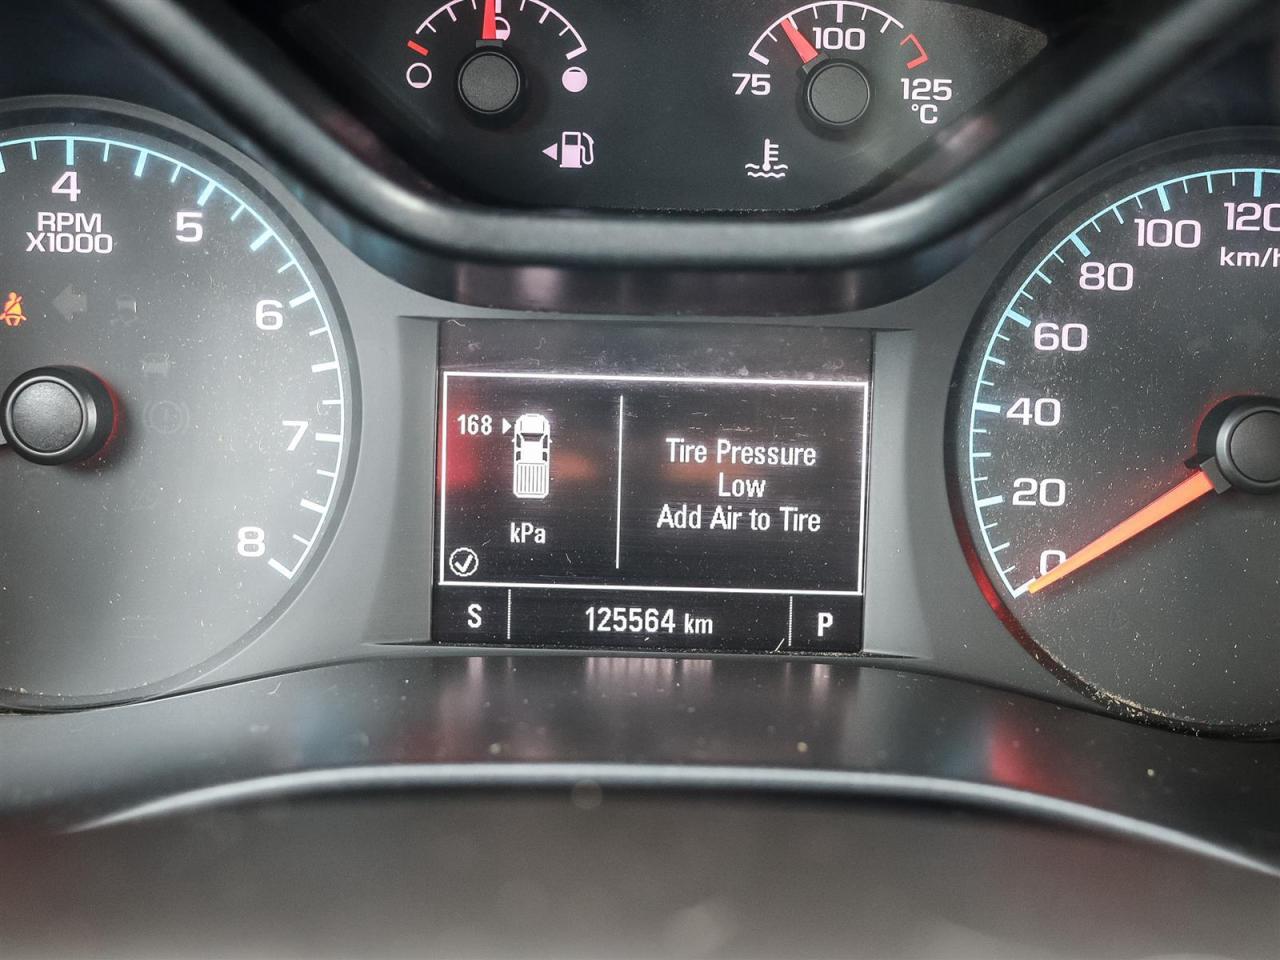 100
75
125
°C
4
RPM
X1000
5
6
7
8
168
kPa
Tire Pressure
Low
Add Air to Tire
S
125564 km
P
120
100
km/h
80
60
40
20
0